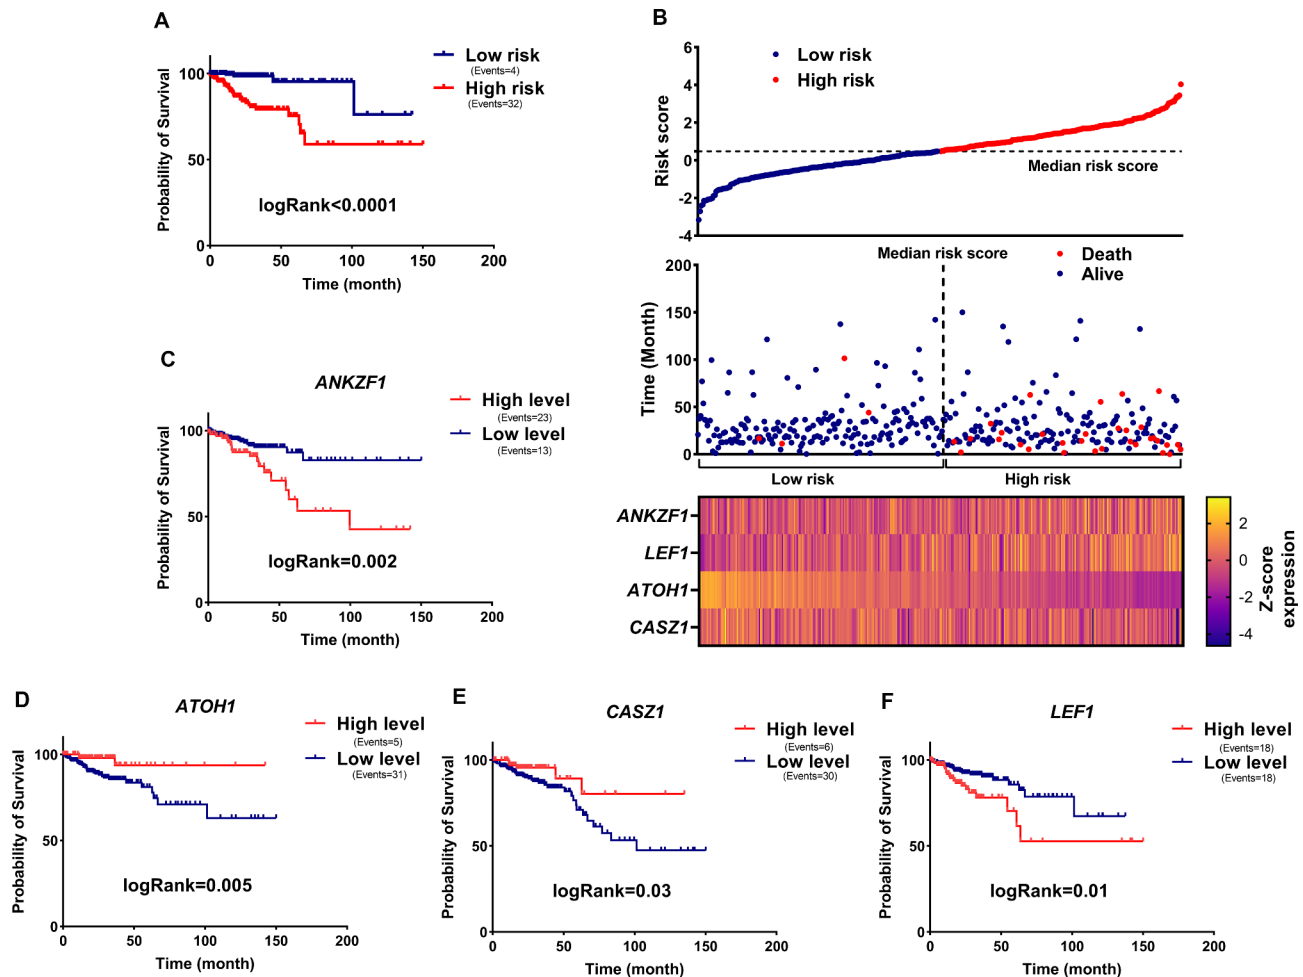 A
Low risk
(Events=4)
High risk
(Events=32)
Probability of Survival
100
50
0
logRank<0.0001
0 50 100 150 200
Time (month)
B
Low risk
High risk
Risk score
6
4
2
0
-2
-4
Median risk score
Median risk score
Death
Alive
Time (Month)
200
150
100
50
0
Low risk
High risk
ANKZF1
LEF1
ATOH1
CASZ1
2
0
-2
-4
Z-score
expression
C
ANKZF1
High level
(Events=23)
Low level
(Events=13)
Probability of Survival
100
50
0
logRank=0.002
0 50 100 150 200
Time (month)
D
ATOH1
High level
(Events=5)
Low level
(Events=31)
Probability of Survival
100
50
0
logRank=0.005
0 50 100 150 200
Time (month)
E
CASZ1
High level
(Events=6)
Low level
(Events=30)
Probability of Survival
100
50
0
logRank=0.03
0 50 100 150 200
Time (month)
F
LEF1
High level
(Events=18)
Low level
(Events=18)
Probability of Survival
100
50
0
logRank=0.01
0 50 100 150 200
Time (month)